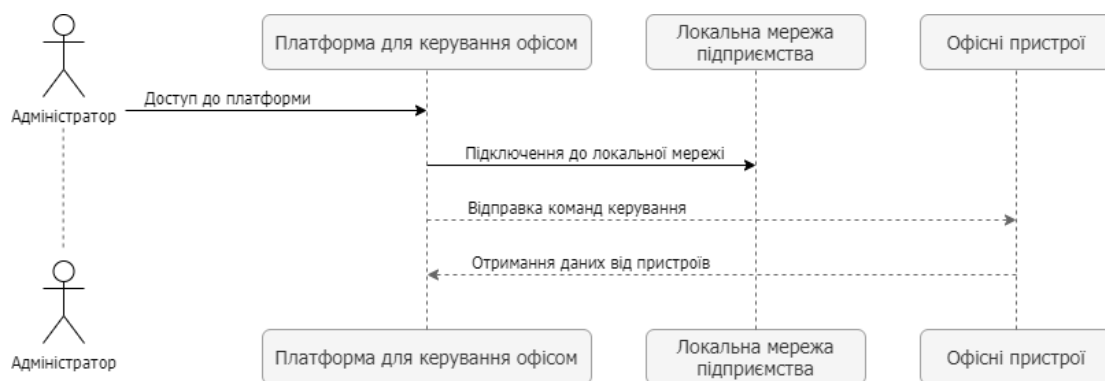 Платформа для керування офісом
Локальна мережа
підприємства
Офісні пристрої
Адміністратор
Доступ до платформи
Підключення до локальної мережі
Відправка команд керування
Отримання даних від пристроїв
Адміністратор
Платформа для керування офісом
Локальна мережа
підприємства
Офісні пристрої